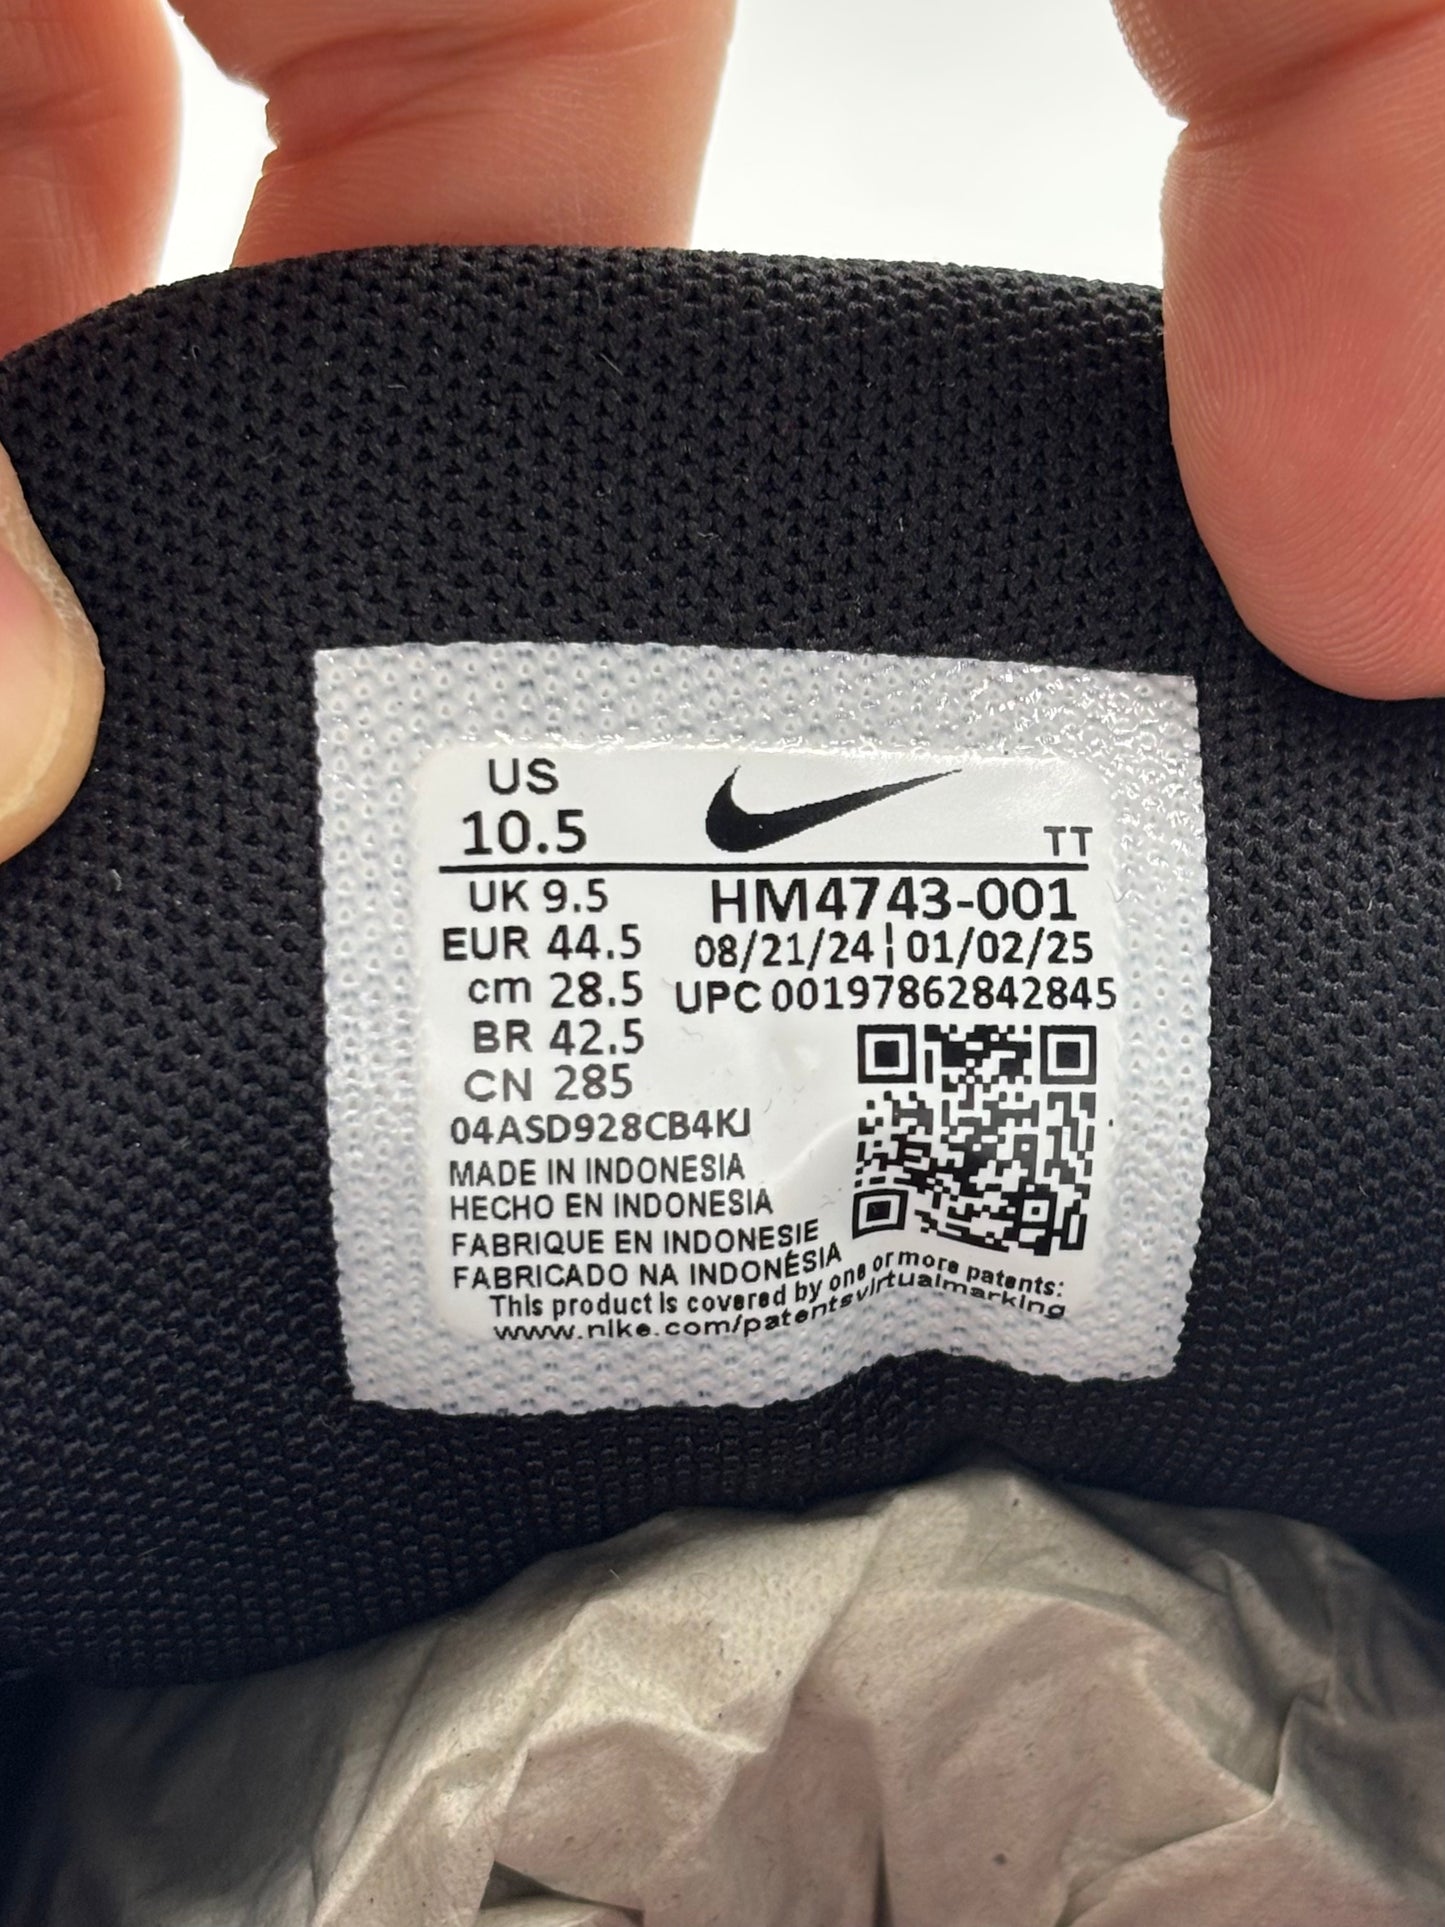 US
10.5
TT
UK 9.5
HM4743-001
EUR 44.5
08/21/24 | 01/02/25
cm 28.5
UPC 00197862842845
BR 42.5
CN 285
04ASD928CB4KJ
MADE IN INDONESIA
HECHO EN INDONESIA
FABRIQUE EN INDONESIE
FABRICADO NA INDONÉSIA
This product is covered by one or more patents:
www.nike.com/patentsvirtualmarking